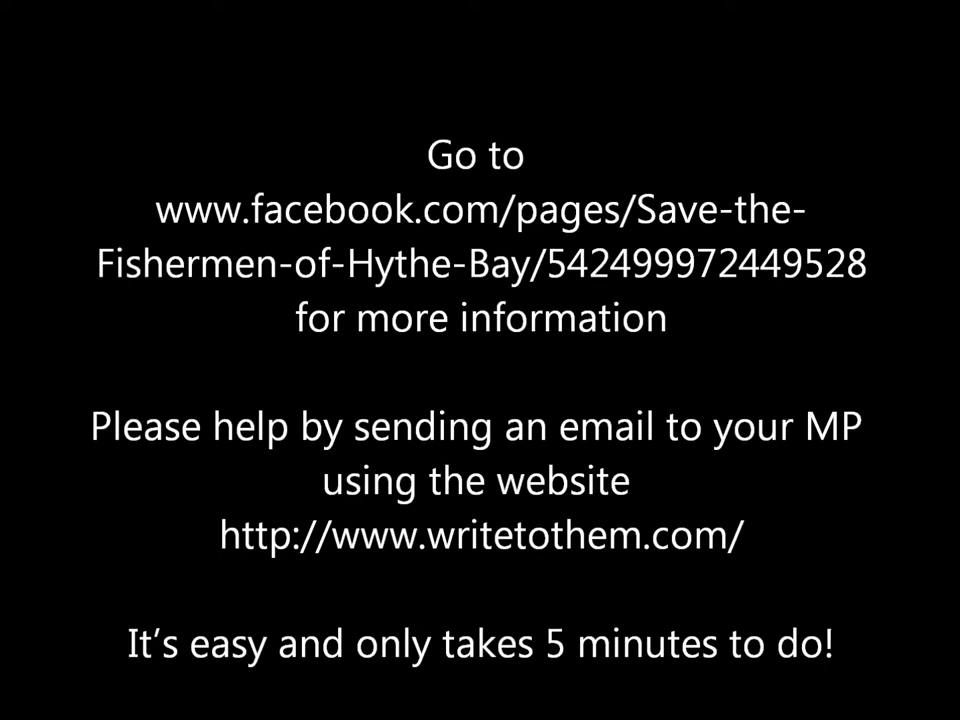 Go to
www.facebook.com/pages/Save-the-
Fishermen-of-Hythe-Bay/542499972449528
for more information
Please help by sending an email to your MP
using the website
http://www.writetothem.com/
It's easy and only takes 5 minutes to do!